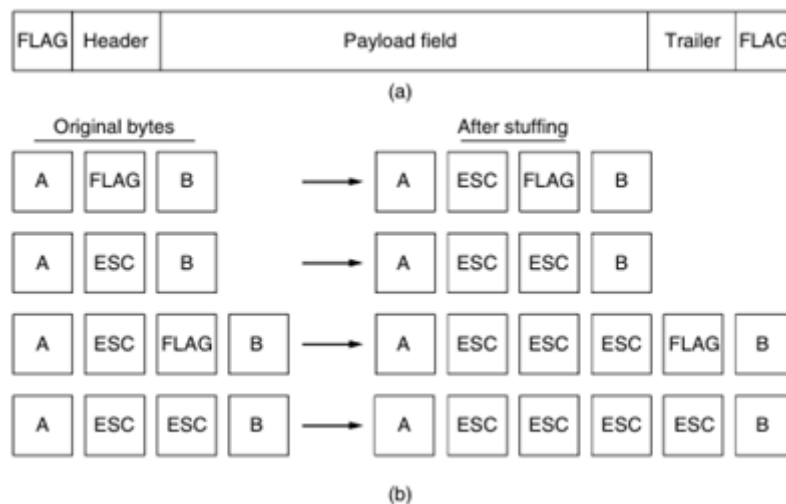 FLAG Header Payload field Trailer FLAG
(a)
Original bytes After stuffing
A FLAG B A ESC FLAG B
A ESC B A ESC ESC B
A ESC FLAG B A ESC ESC ESC FLAG B
A ESC ESC B A ESC ESC ESC ESC B
(b)